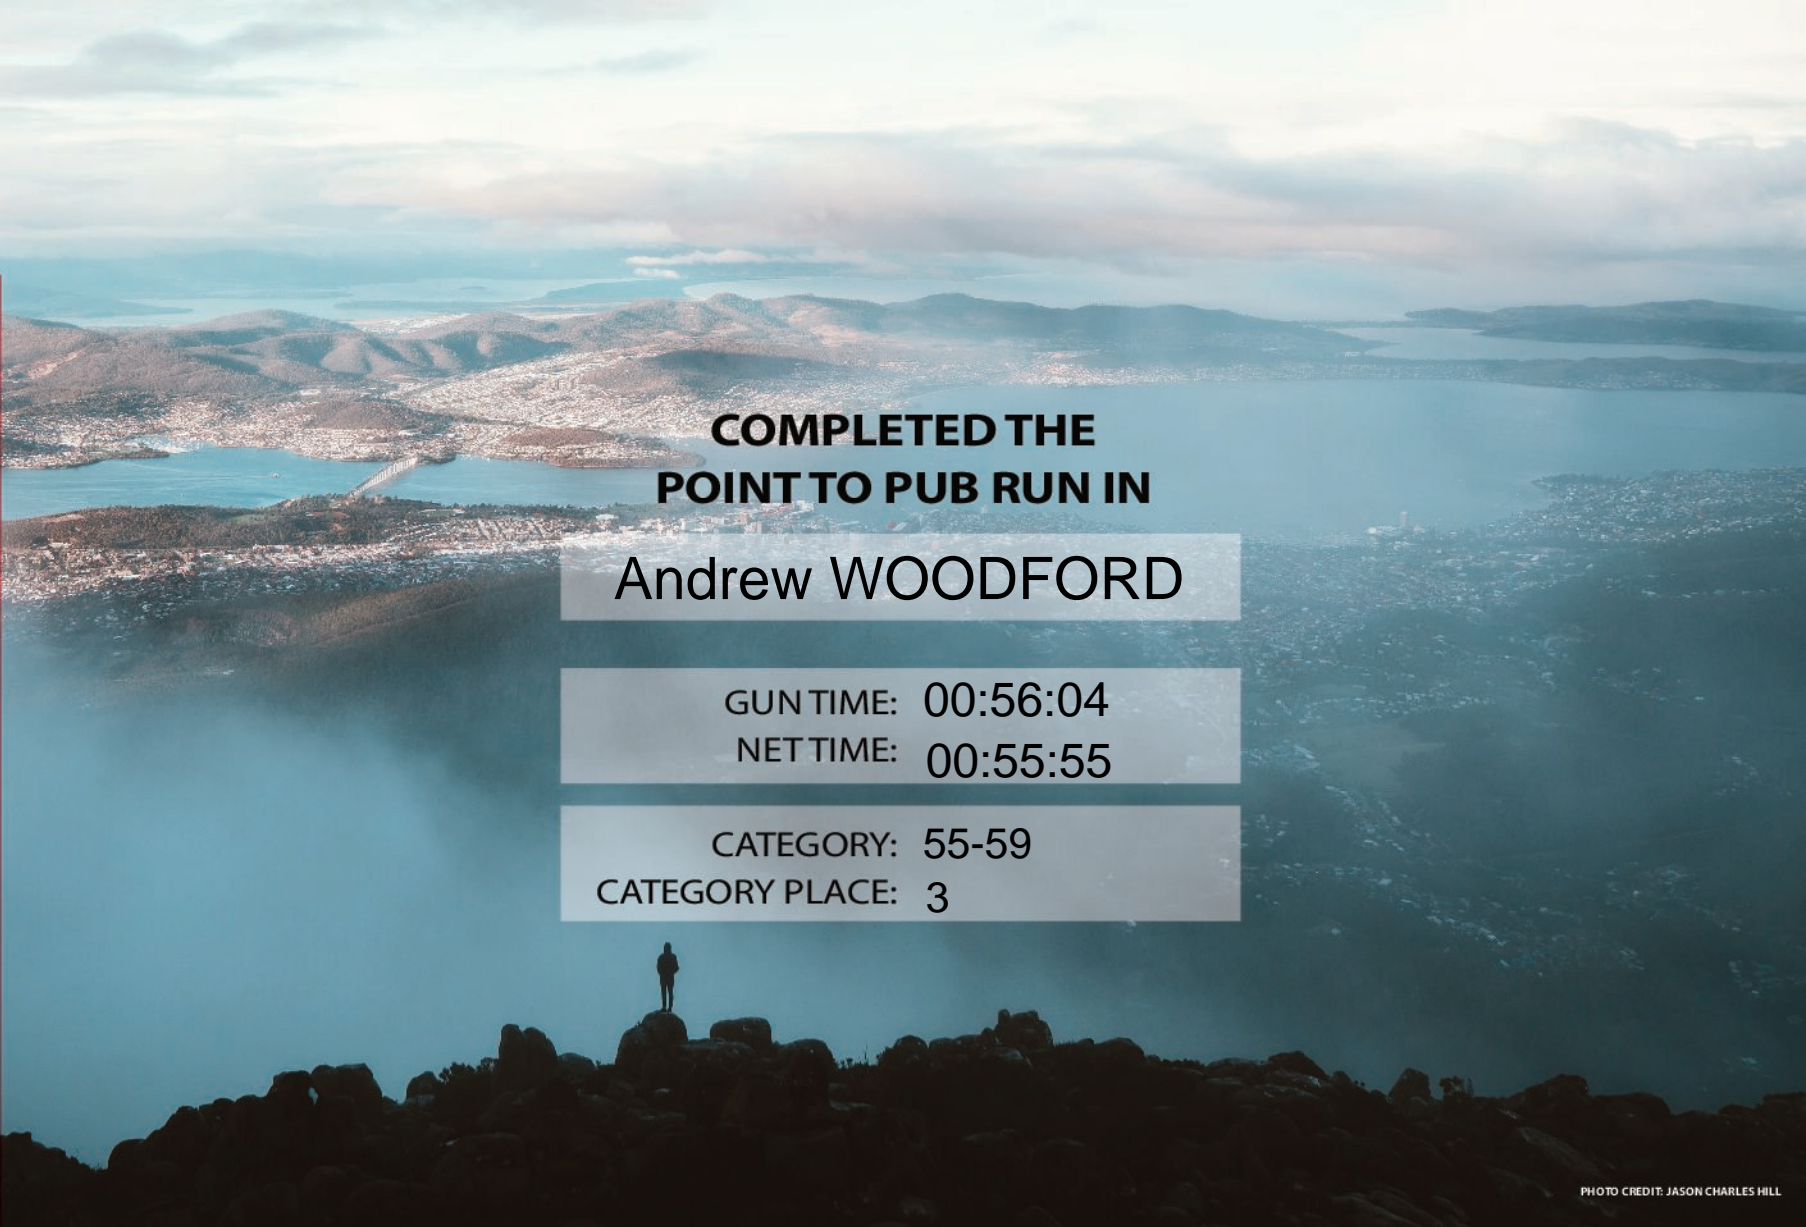 COMPLETED THE
POINT TO PUB RUN IN
Andrew WOODFORD
GUN TIME: 00:56:04
NET TIME: 00:55:55
CATEGORY: 55-59
CATEGORY PLACE: 3
PHOTO CREDIT: JASON CHARLES HILL